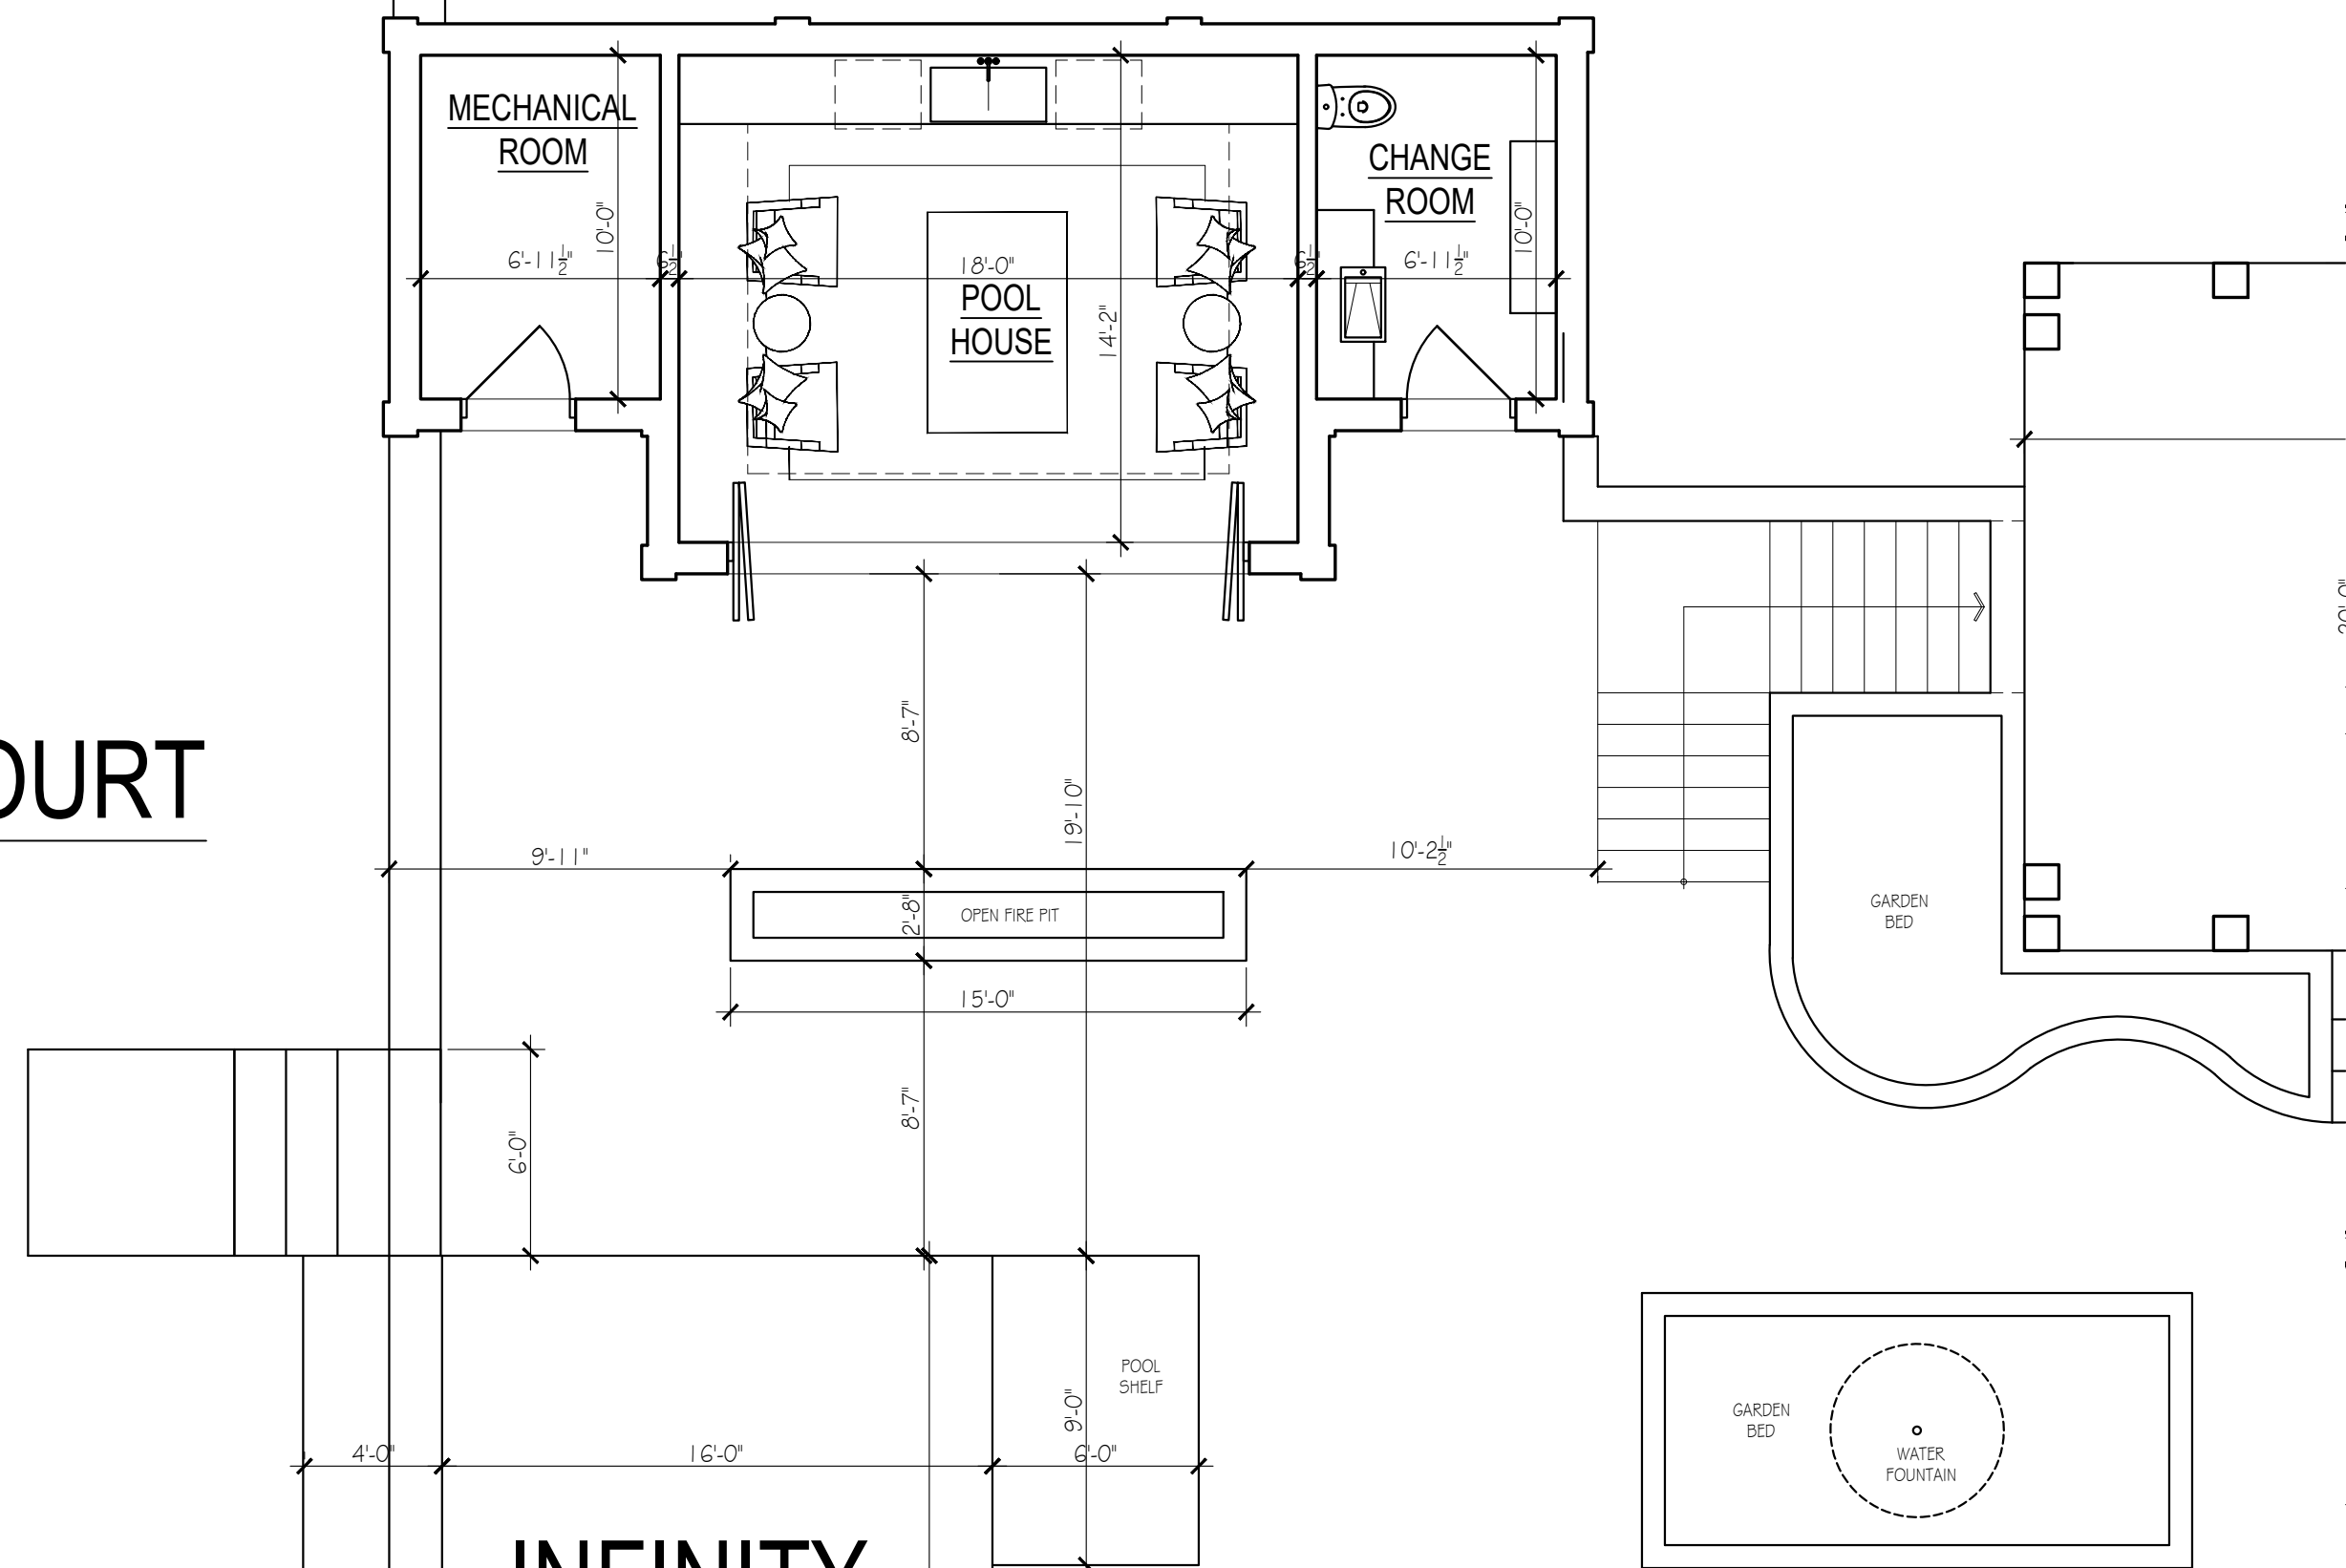 MECHANICAL
ROOM
CHANGE
ROOM
10'-0"
10'-0"
6'-11½"
6½"
18'-0"
6½"
6'-11½"
POOL
HOUSE
14'-2"
20'-0"
8'-7"
OURT
19'-10"
9'-11"
10'-2½"
2'-8"
OPEN FIRE PIT
GARDEN
BED
15'-0"
8'-7"
6'-0"
POOL
SHELF
9'-0"
GARDEN
BED
WATER
FOUNTAIN
4'-0"
16'-0"
6'-0"
INFINITY